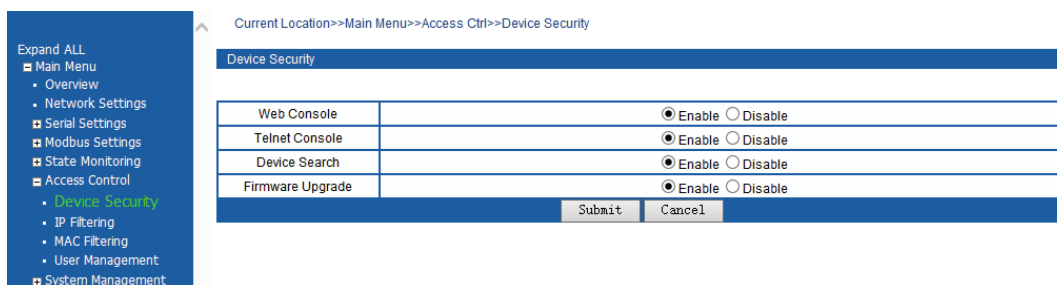 Current Location>>Main Menu>>Access Ctrl>>Device Security
Expand ALL
Main Menu
Overview
Network Settings
Serial Settings
Modbus Settings
State Monitoring
Access Control
Device Security
IP Filtering
MAC Filtering
User Management
System Management
Device Security
Web Console Enable Disable
Telnet Console Enable Disable
Device Search Enable Disable
Firmware Upgrade Enable Disable
Submit Cancel